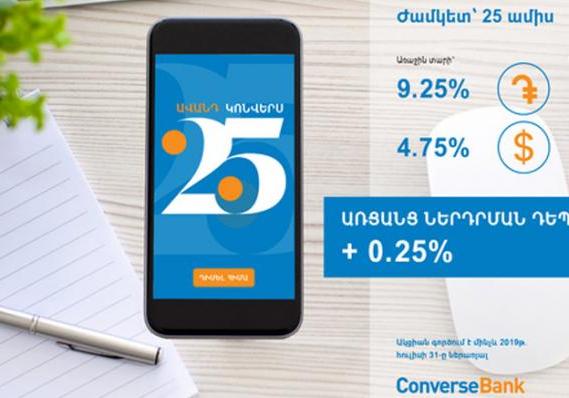 Ժամկետ՝ 25 ամիս
Առաջին տարի՝
9.25% ֏
4.75% $
ԱՎԱՆԴ ԿՈՆՎԵՐՍ
25
ԱՌՑԱՆՑ ՆԵՐԴՐՄԱՆ ԴԵՊ
+ 0.25%
ԴԻՄԵԼ ՀԻՄԱ
Ակցիան գործում է մինչև 2019թ.
հուլիսի 31-ը ներառյալ
ConverseBank